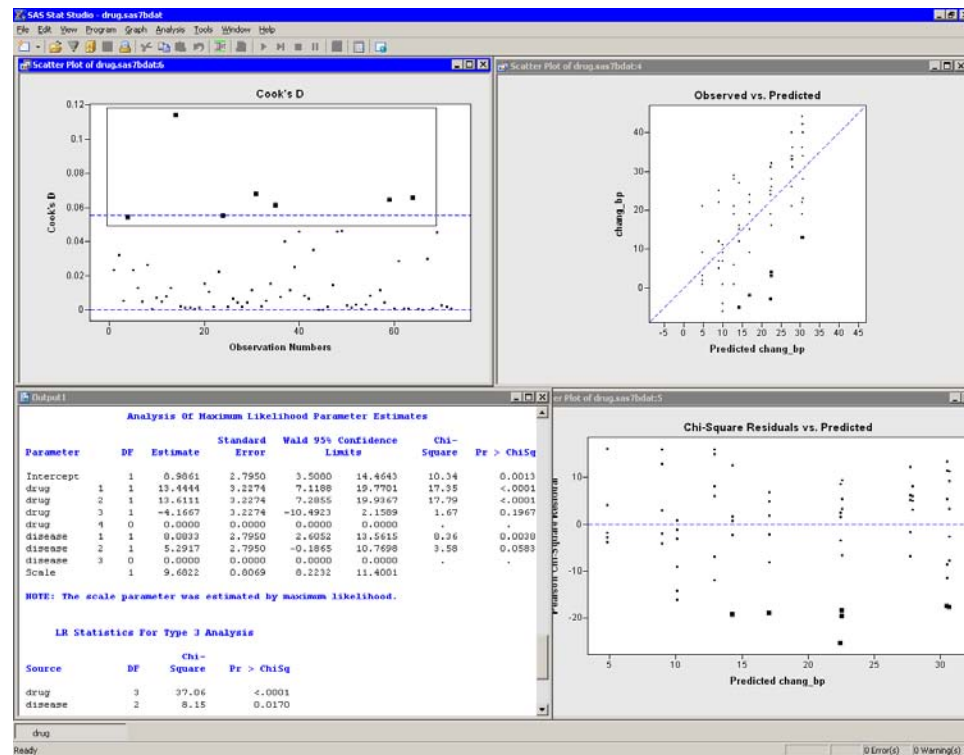 SAS Stat Studio - drug.sas7bdat
File Edit View Program Graph Analysis Tools Window Help
Scatter Plot of drug.sas7bdat:6
Cook's D
0.12
0.1
0.08
0.06
0.04
0.02
0
Cook's D
0 20 40 60
Observation Numbers
Scatter Plot of drug.sas7bdat:4
Observed vs. Predicted
40
30
20
10
0
chang_bp
-5 0 5 10 15 20 25 30 35 40 45
Predicted chang_bp
Output1
Analysis Of Maximum Likelihood Parameter Estimates
Standard Wald 95% Confidence Chi-
Parameter DF Estimate Error Limits Square Pr > ChiSq
Intercept 1 8.9861 2.7950 3.5080 14.4643 10.34 0.0013
drug 1 1 13.4444 3.2274 7.1188 19.7701 17.35 <.0001
drug 2 1 13.6111 3.2274 7.2855 19.9367 17.79 <.0001
drug 3 1 -4.1667 3.2274 -10.4923 2.1589 1.67 0.1967
drug 4 0 0.0000 0.0000 0.0000 0.0000 . .
disease 1 1 8.0833 2.7950 2.6052 13.5615 8.36 0.0038
disease 2 1 5.2917 2.7950 -0.1865 10.7698 3.58 0.0583
disease 3 0 0.0000 0.0000 0.0000 0.0000 . .
Scale 1 9.6822 0.8069 8.2232 11.4001
NOTE: The scale parameter was estimated by maximum likelihood.
LR Statistics For Type 3 Analysis
Chi-
Source DF Square Pr > ChiSq
drug 3 37.06 <.0001
disease 2 8.15 0.0170
er Plot of drug.sas7bdat:5
Chi-Square Residuals vs. Predicted
10
0
-10
-20
Pearson Chi-Square Residual
5 10 15 20 25 30
Predicted chang_bp
drug
Ready
0 Error(s) 0 Warning(s)